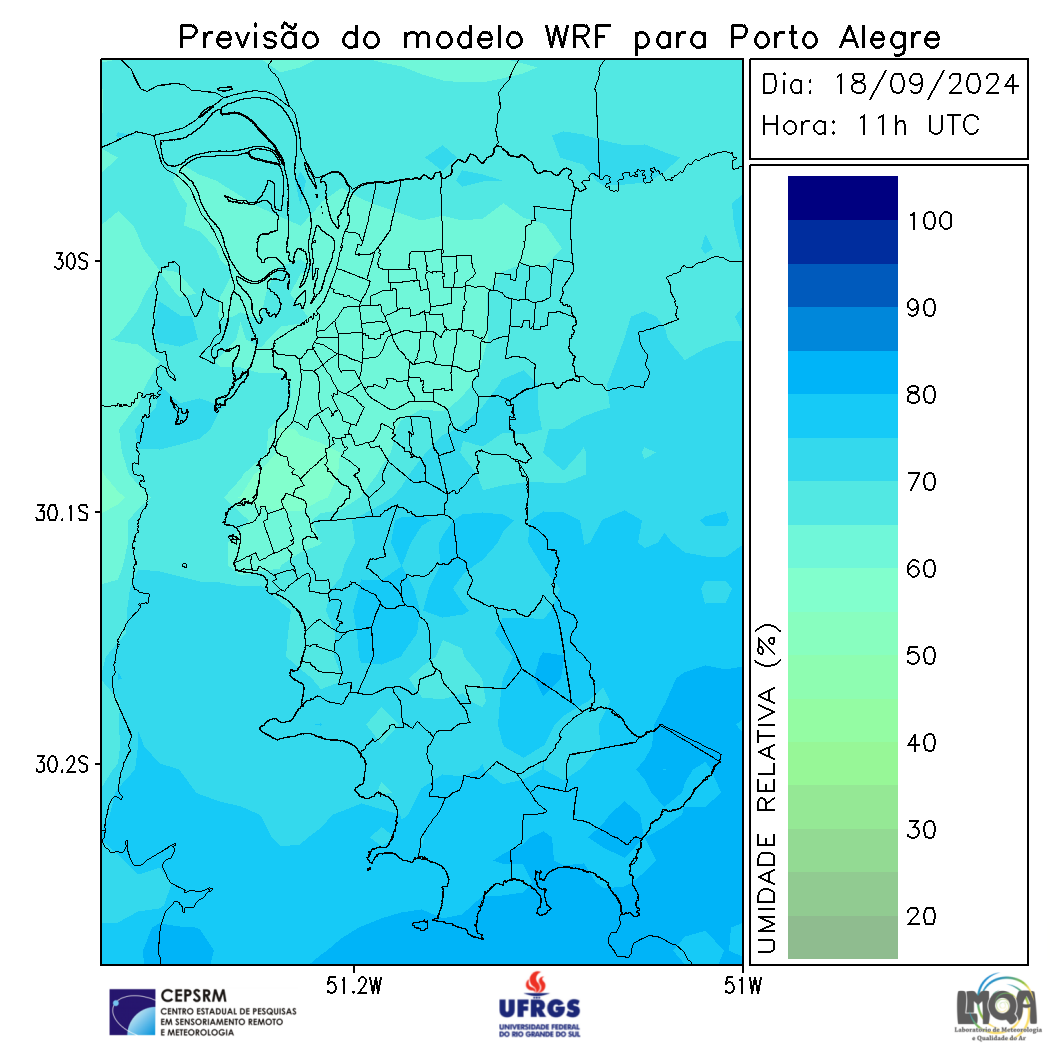 Previsão do modelo WRF para Porto Alegre
Dia: 18/09/2024
Hora: 11h UTC
30S
30.1S
30.2S
51.2W
51W
100
90
80
70
60
50
40
30
20
UMIDADE RELATIVA (%)
CEPSRM
CENTRO ESTADUAL DE PESQUISAS
EM SENSORIAMENTO REMOTO
E METEOROLOGIA
UFRGS
UNIVERSIDADE FEDERAL
DO RIO GRANDE DO SUL
LMQA
Laboratório de Meteorologia
e Qualidade do Ar